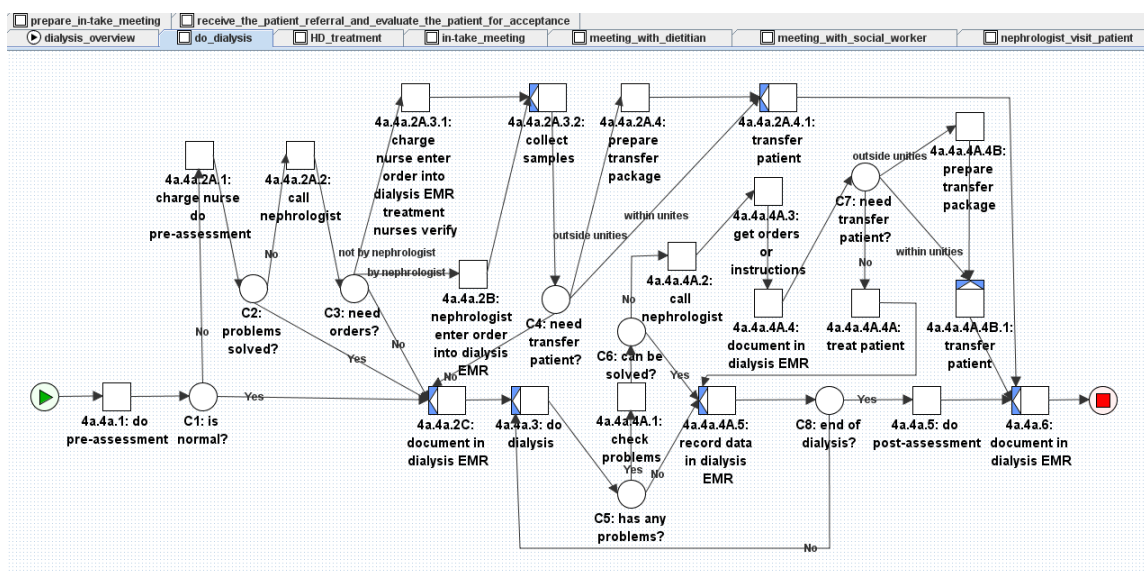 prepare_in-take_meeting
receive_the_patient_referral_and_evaluate_the_patient_for_acceptance
dialysis_overview
do_dialysis
HD_treatment
in-take_meeting
meeting_with_dietitian
meeting_with_social_worker
nephrologist_visit_patient
4a.4a.2A.3.1:
charge
nurse enter
order into
dialysis EMR
treatment
nurses verify
4a.4a.2A.3.2:
collect
samples
4a.4a.2A.4:
prepare
transfer
package
4a.4a.2A.4.1:
transfer
patient
4a.4a.4A.4B:
prepare
transfer
package
outside unities
4a.4a.2A.1:
charge nurse
do
pre-assessment
4a.4a.2A.2:
call
nephrologist
4a.4a.4A.3:
get orders
or
instructions
C7: need
transfer
patient?
within unites
outside unities
within unities
No
not by nephrologist
by nephrologist
No
4a.4a.2B:
nephrologist
enter order
into dialysis
EMR
4a.4a.4A.2:
call
nephrologist
No
C2:
problems
solved?
C3: need
orders?
C4: need
transfer
patient?
4a.4a.4A.4:
document in
dialysis EMR
4a.4a.4A.4A:
treat patient
4a.4a.4A.4B.1:
transfer
patient
No
No
Yes
No
C6: can be
solved?
Yes
4a.4a.1: do
pre-assessment
C1: is
normal?
Yes
4a.4a.2C:
document in
dialysis EMR
4a.4a.3: do
dialysis
4a.4a.4A.1:
check
problems
4a.4a.4A.5:
record data
in dialysis
EMR
C8: end of
dialysis?
Yes
4a.4a.5: do
post-assessment
4a.4a.6:
document in
dialysis EMR
Yes
No
C5: has any
problems?
No